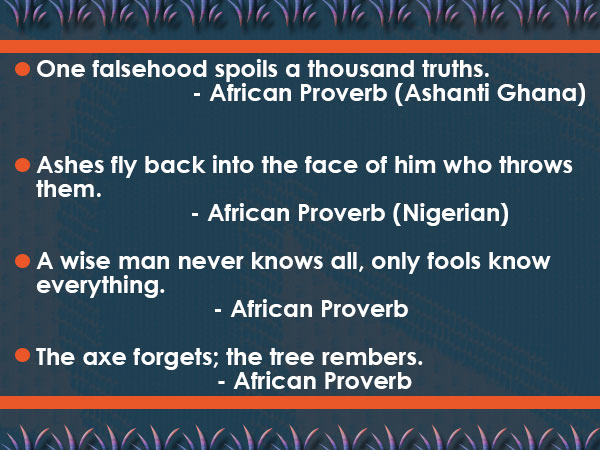 One falsehood spoils a thousand truths.
- African Proverb (Ashanti Ghana)
Ashes fly back into the face of him who throws
them.
- African Proverb (Nigerian)
A wise man never knows all, only fools know
everything.
- African Proverb
The axe forgets; the tree rembers.
- African Proverb